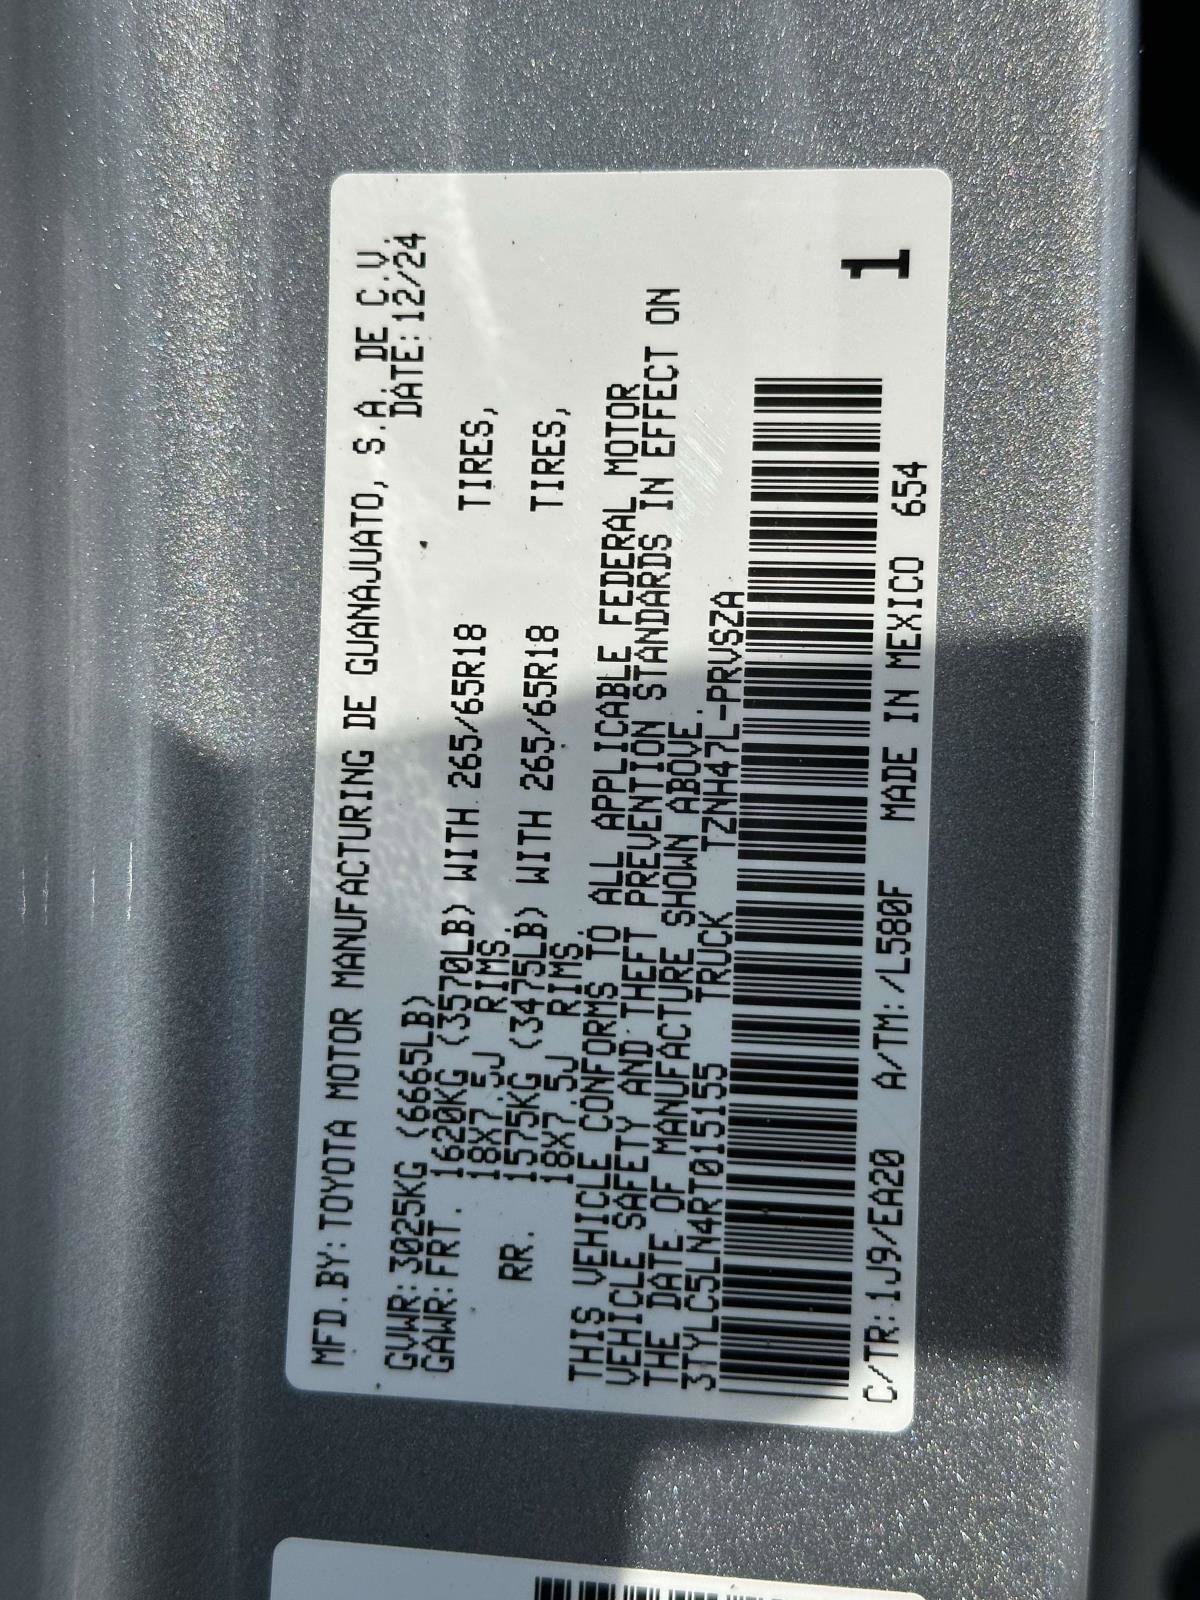 MFD.BY: TOYOTA MOTOR MANUFACTURING DE GUANAJUATO, S.A. DE C.V.
DATE: 12/24
GVWR: 3025KG (6665LB)
GAWR: FRT. 1620KG (3570LB) WITH 265/65R18 TIRES,
18X7.5J RIMS.
RR. 1575KG (3475LB) WITH 265/65R18 TIRES,
18X7.5J RIMS.
THIS VEHICLE CONFORMS TO ALL APPLICABLE FEDERAL MOTOR
VEHICLE SAFETY AND THEFT PREVENTION STANDARDS IN EFFECT ON
THE DATE OF MANUFACTURE SHOWN ABOVE.
3TYLC5LN4RT015155 TRUCK TZNH47L-PRVSZA
C/TR: 1J9/EA20 A/TM: /L580F MADE IN MEXICO 654
1